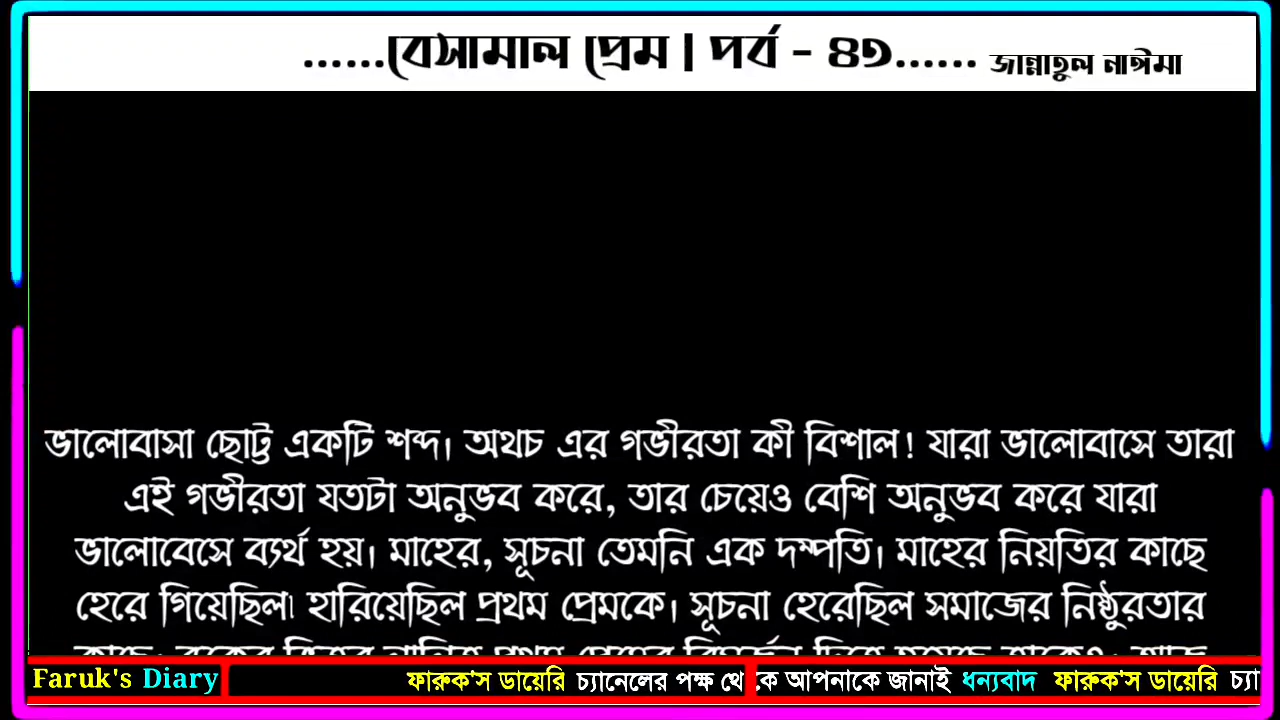 ......বেসামাল প্রেম | পর্ব - ৪৩...... জান্নাতুল নাঈমা
ভালোবাসা ছোট্ট একটি শব্দ। অথচ এর গভীরতা কী বিশাল! যারা ভালোবাসে তারা
এই গভীরতা যতটা অনুভব করে, তার চেয়েও বেশি অনুভব করে যারা
ভালোবেসে ব্যর্থ হয়। মাহের, সূচনা তেমনি এক দম্পতি। মাহের নিয়তির কাছে
হেরে গিয়েছিল। হারিয়েছিল প্রথম প্রেমকে। সূচনা হেরেছিল সমাজের নিষ্ঠুরতার
Faruk's Diary ফারুক'স ডায়েরি চ্যানেলের পক্ষ থেকে আপনাকে জানাই ধন্যবাদ ফারুক'স ডায়েরি চ্যা